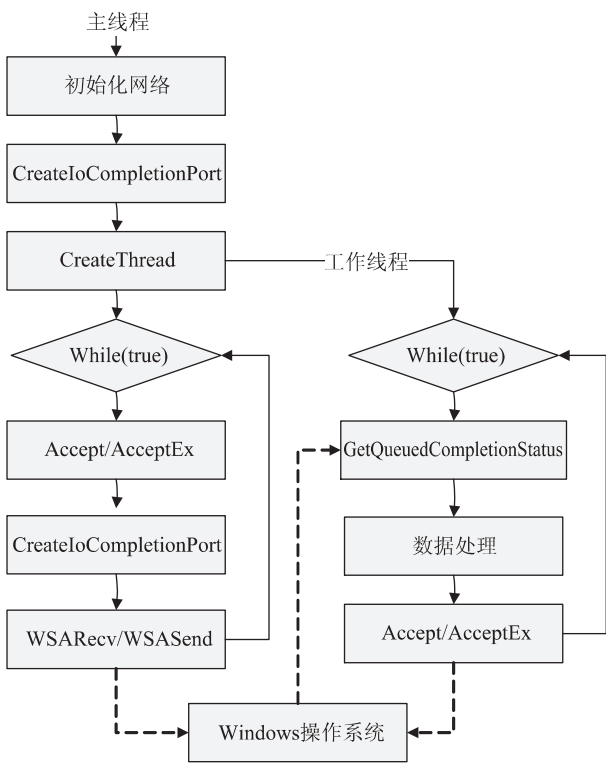 主线程
初始化网络
CreateIoCompletionPort
CreateThread
工作线程
While(true)
While(true)
Accept/AcceptEx
GetQueuedCompletionStatus
CreateIoCompletionPort
数据处理
WSARecv/WSASend
Accept/AcceptEx
Windows操作系统